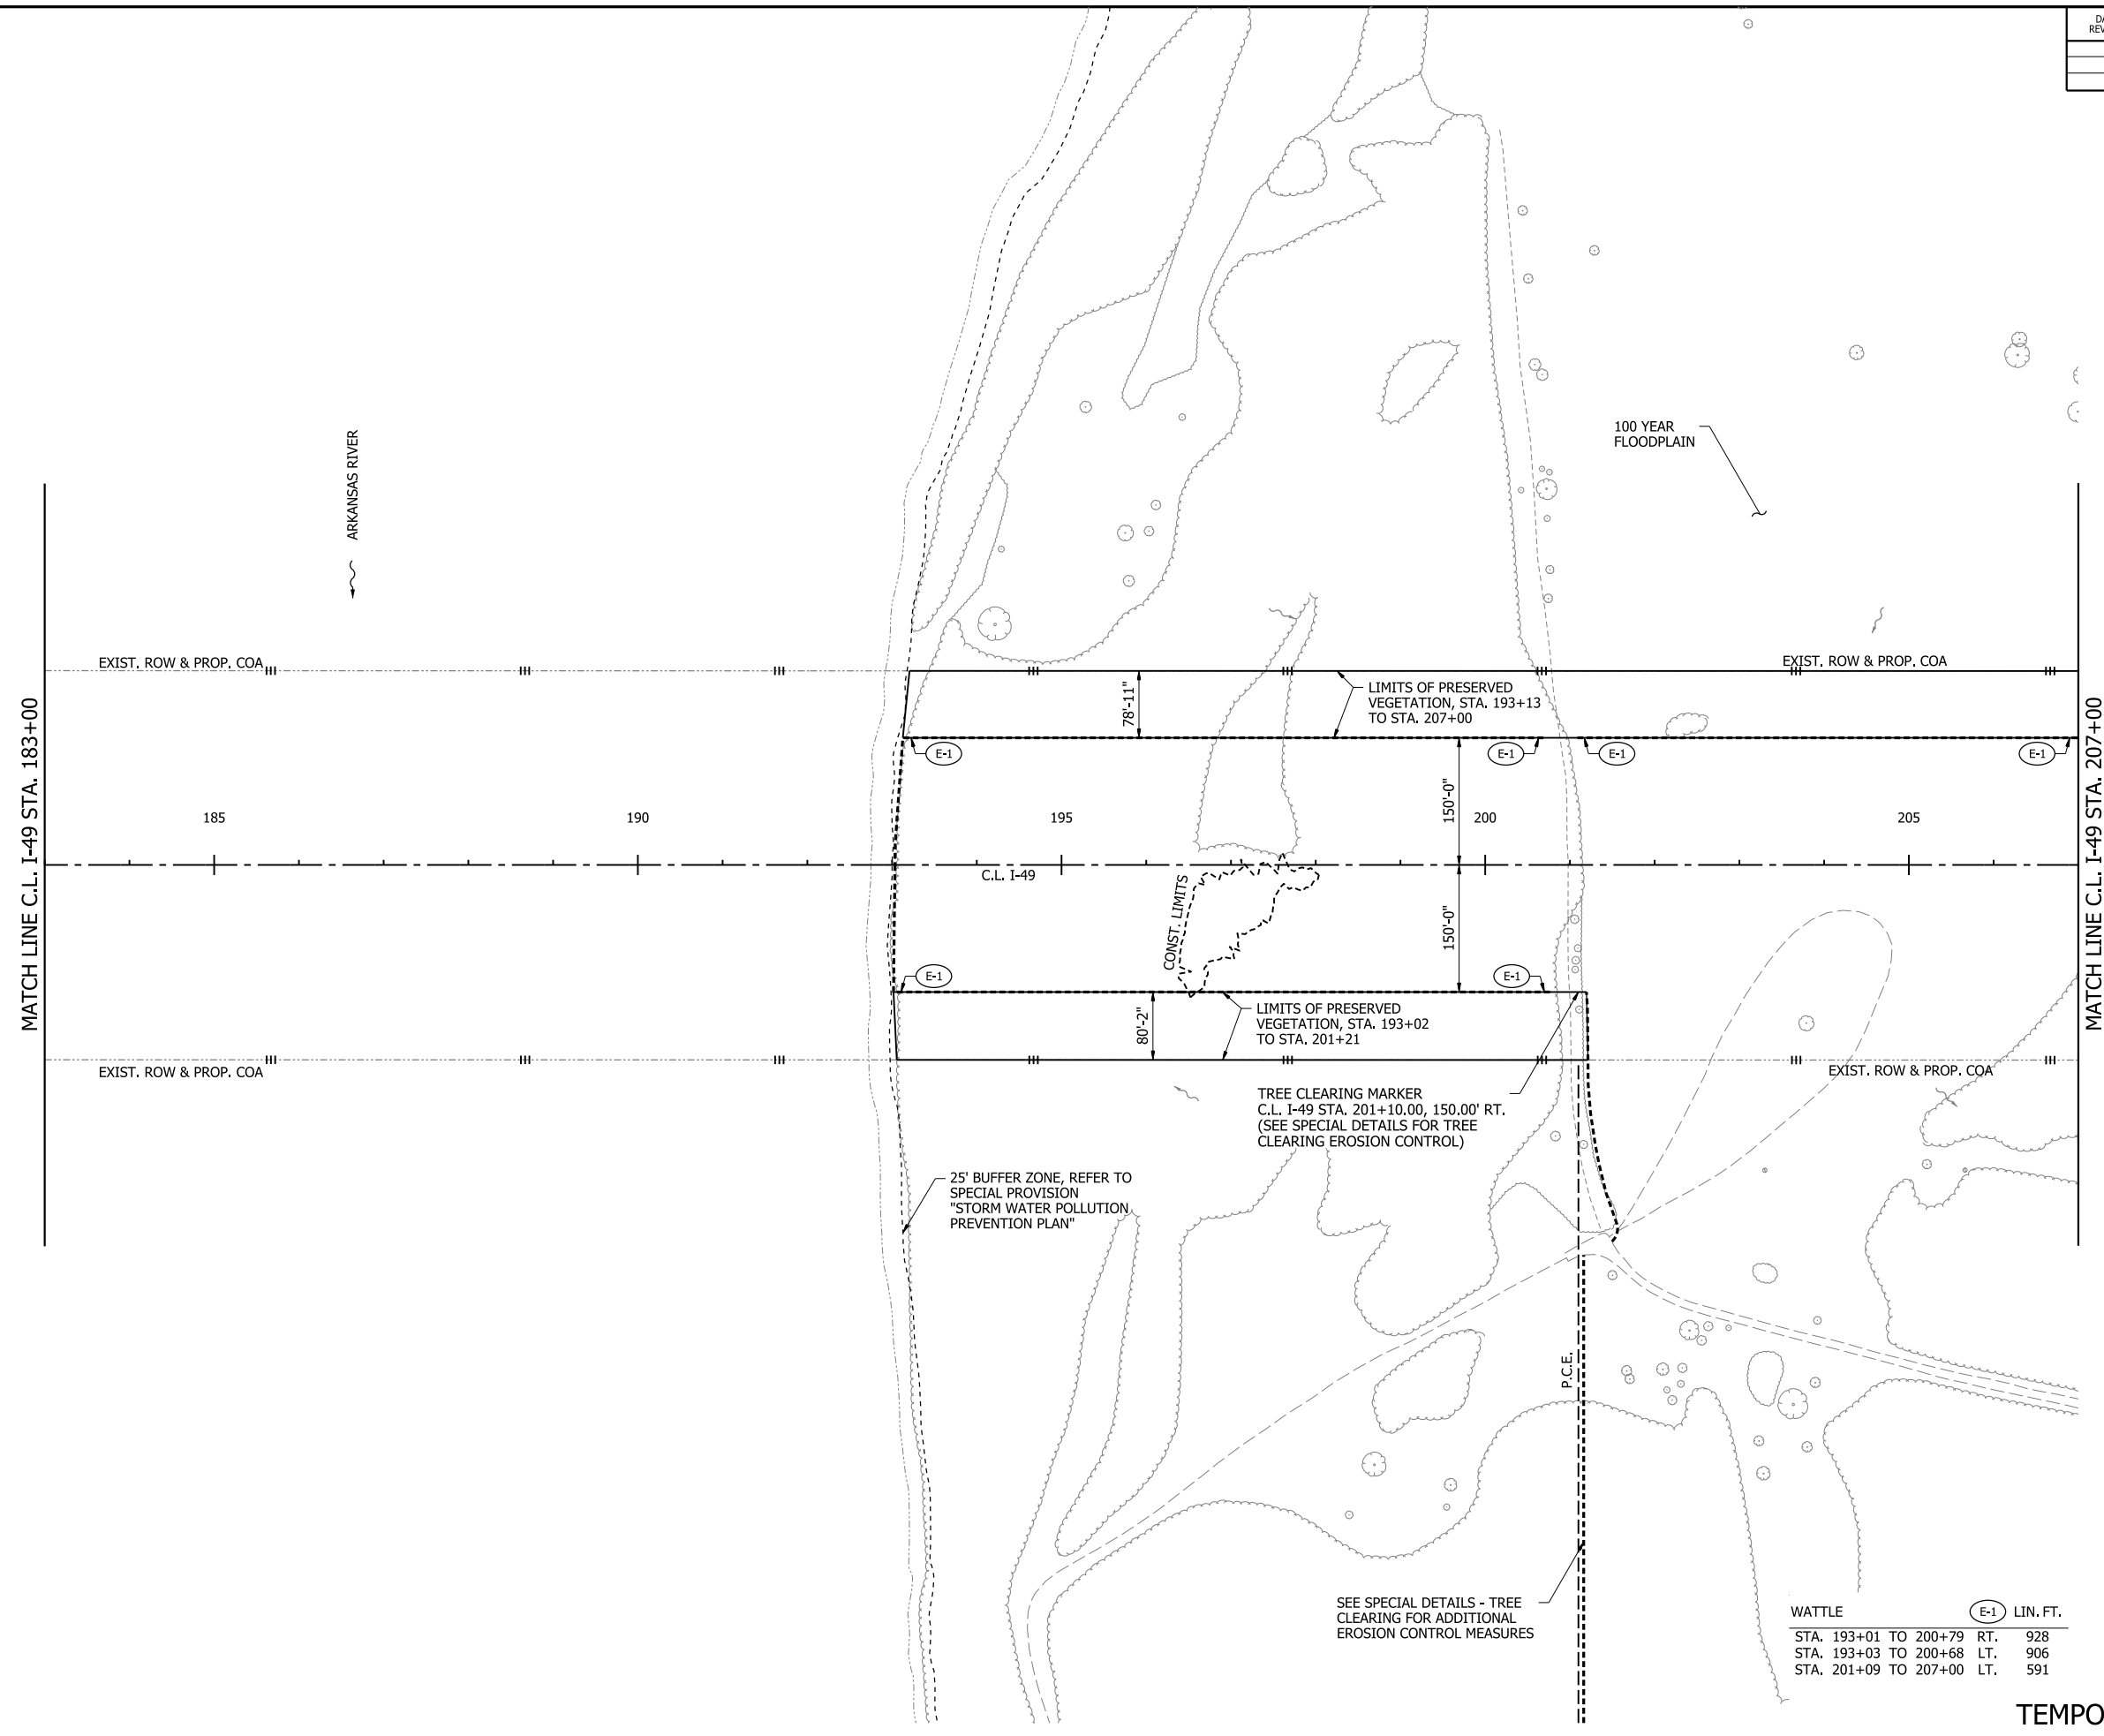 DA
REV
100 YEAR
FLOODPLAIN
ARKANSAS RIVER
EXIST. ROW & PROP. COA
EXIST. ROW & PROP. COA
78'-11"
LIMITS OF PRESERVED
VEGETATION, STA. 193+13
TO STA. 207+00
E-1
E-1
E-1
E-1
MATCH LINE C.L. I-49 STA. 183+00
MATCH LINE C.L. I-49 STA. 207+00
150'-0"
185
190
195
200
205
C.L. I-49
CONST. LIMITS
150'-0"
E-1
E-1
80'-2"
LIMITS OF PRESERVED
VEGETATION, STA. 193+02
TO STA. 201+21
EXIST. ROW & PROP. COA
EXIST. ROW & PROP. COA
TREE CLEARING MARKER
C.L. I-49 STA. 201+10.00, 150.00' RT.
(SEE SPECIAL DETAILS FOR TREE
CLEARING EROSION CONTROL)
25' BUFFER ZONE, REFER TO
SPECIAL PROVISION
"STORM WATER POLLUTION
PREVENTION PLAN"
P.C.E.
SEE SPECIAL DETAILS - TREE
CLEARING FOR ADDITIONAL
EROSION CONTROL MEASURES
WATTLE E-1 LIN. FT.
STA. 193+01 TO 200+79 RT. 928
STA. 193+03 TO 200+68 LT. 906
STA. 201+09 TO 207+00 LT. 591
TEMPO